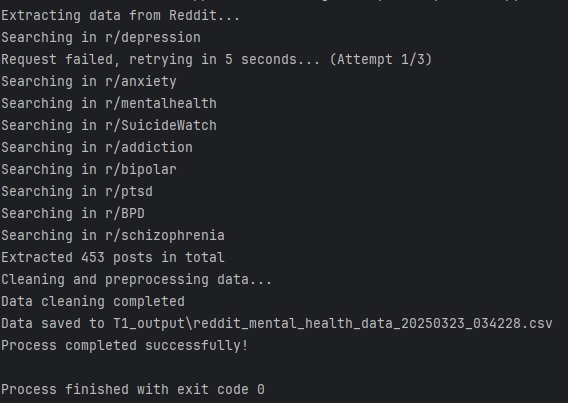 Extracting data from Reddit...
Searching in r/depression
Request failed, retrying in 5 seconds... (Attempt 1/3)
Searching in r/anxiety
Searching in r/mentalhealth
Searching in r/SuicideWatch
Searching in r/addiction
Searching in r/bipolar
Searching in r/ptsd
Searching in r/BPD
Searching in r/schizophrenia
Extracted 453 posts in total
Cleaning and preprocessing data...
Data cleaning completed
Data saved to T1_output\reddit_mental_health_data_20250323_034228.csv
Process completed successfully!
Process finished with exit code 0